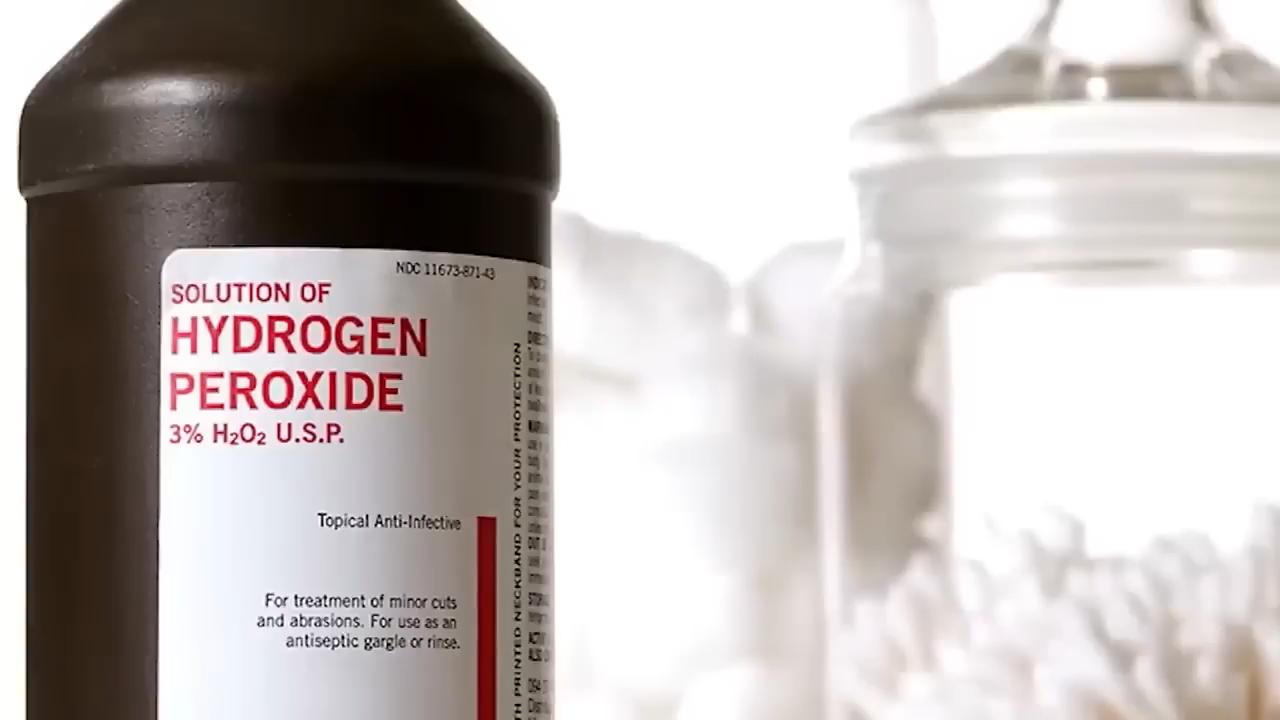 NDC 11673-871-43
SOLUTION OF
HYDROGEN
PEROXIDE
3% H₂O₂ U.S.P.
Topical Anti-Infective
For treatment of minor cuts
and abrasions. For use as an
antiseptic gargle or rinse.
PRINTED NECKBAND FOR YOUR PROTECTION